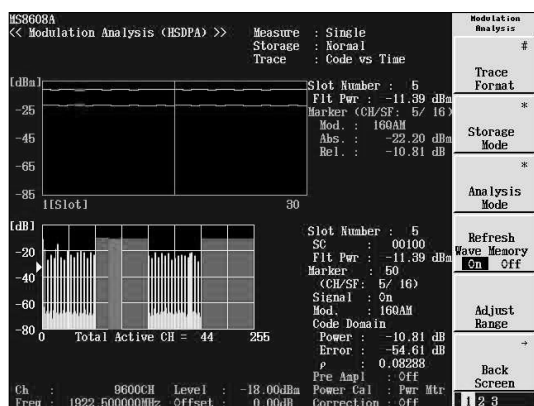 MS8608A
<< Modulation Analysis (HSDPA) >>
Measure : Single
Storage : Normal
Trace : Code vs Time
[dBm]
-25
-45
-65
-85
1[Slot]
30
Slot Number : 5
Flt Pwr : -11.39 dBm
Marker (CH/SF: 5/ 16)
Mod. : 16QAM
Abs. : -22.20 dBm
Rel. : -10.81 dB
[dB]
-20
-40
-60
-80
0
Total Active CH = 44
255
Slot Number : 5
SC : 00100
Flt Pwr : -11.39 dBm
Marker : 50
(CH/SF: 5/ 16)
Signal : On
Mod. : 16QAM
Code Domain
Power : -10.81 dB
Error : -54.61 dB
ρ : 0.08288
Ch : 9600CH Level : -18.00dBm
Pre Ampl : Off
Power Cal : Pwr Mtr
Freq : 1922.500000MHz Offset : 0.00dB
Correction : Off
Modulation
Analysis
#
Trace
Format
*
Storage
Mode
*
Analysis
Mode
Refresh
Wave Memory
On Off
Adjust
Range
→
Back
Screen
1 2 3